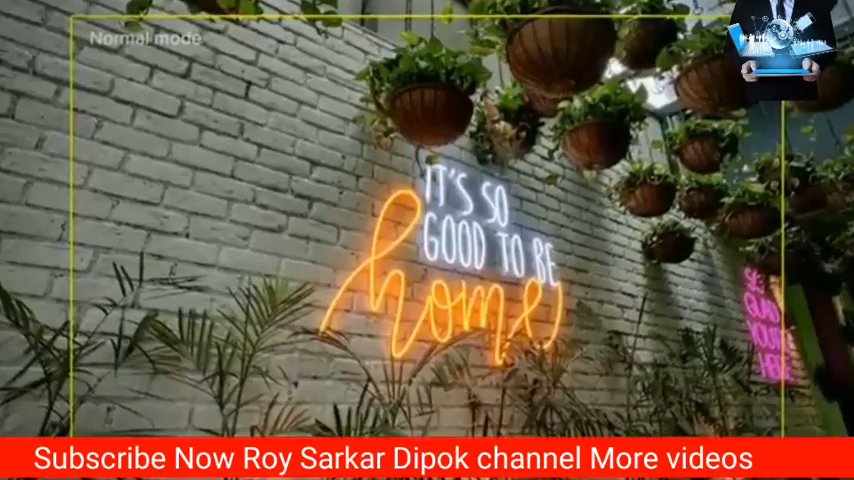 Normal mode
IT'S SO
GOOD TO BE
home
Subscribe Now Roy Sarkar Dipok channel More videos